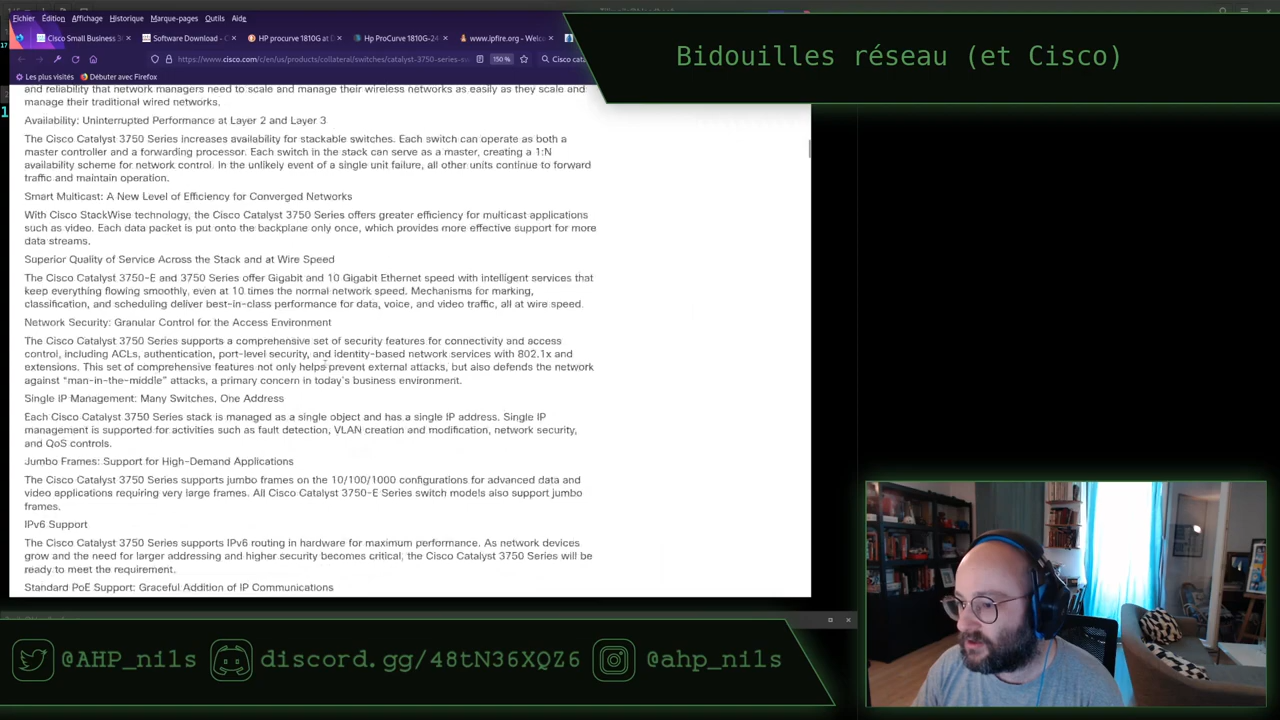 Fichier Édition Affichage Historique Marque-pages Outils Aide
Cisco Small Business 3
Software Download - C
HP procurve 1810G at D
Hp ProCurve 1810G-24
www.ipfire.org - Welco
https://www.cisco.com/c/en/us/products/collateral/switches/catalyst-3750-series-sw
150 %
Cisco cata
Les plus visités Débuter avec Firefox
Bidouilles réseau (et Cisco)
and reliability that network managers need to scale and manage their wireless networks as easily as they scale and
manage their traditional wired networks.
Availability: Uninterrupted Performance at Layer 2 and Layer 3
The Cisco Catalyst 3750 Series increases availability for stackable switches. Each switch can operate as both a
master controller and a forwarding processor. Each switch in the stack can serve as a master, creating a 1:N
availability scheme for network control. In the unlikely event of a single unit failure, all other units continue to forward
traffic and maintain operation.
Smart Multicast: A New Level of Efficiency for Converged Networks
With Cisco StackWise technology, the Cisco Catalyst 3750 Series offers greater efficiency for multicast applications
such as video. Each data packet is put onto the backplane only once, which provides more effective support for more
data streams.
Superior Quality of Service Across the Stack and at Wire Speed
The Cisco Catalyst 3750-E and 3750 Series offer Gigabit and 10 Gigabit Ethernet speed with intelligent services that
keep everything flowing smoothly, even at 10 times the normal network speed. Mechanisms for marking,
classification, and scheduling deliver best-in-class performance for data, voice, and video traffic, all at wire speed.
Network Security: Granular Control for the Access Environment
The Cisco Catalyst 3750 Series supports a comprehensive set of security features for connectivity and access
control, including ACLs, authentication, port-level security, and identity-based network services with 802.1x and
extensions. This set of comprehensive features not only helps prevent external attacks, but also defends the network
against “man-in-the-middle” attacks, a primary concern in today’s business environment.
Single IP Management: Many Switches, One Address
Each Cisco Catalyst 3750 Series stack is managed as a single object and has a single IP address. Single IP
management is supported for activities such as fault detection, VLAN creation and modification, network security,
and QoS controls.
Jumbo Frames: Support for High-Demand Applications
The Cisco Catalyst 3750 Series supports jumbo frames on the 10/100/1000 configurations for advanced data and
video applications requiring very large frames. All Cisco Catalyst 3750-E Series switch models also support jumbo
frames.
IPv6 Support
The Cisco Catalyst 3750 Series supports IPv6 routing in hardware for maximum performance. As network devices
grow and the need for larger addressing and higher security becomes critical, the Cisco Catalyst 3750 Series will be
ready to meet the requirement.
Standard PoE Support: Graceful Addition of IP Communications
@AHP_nils discord.gg/48tN36XQZ6 @ahp_nils